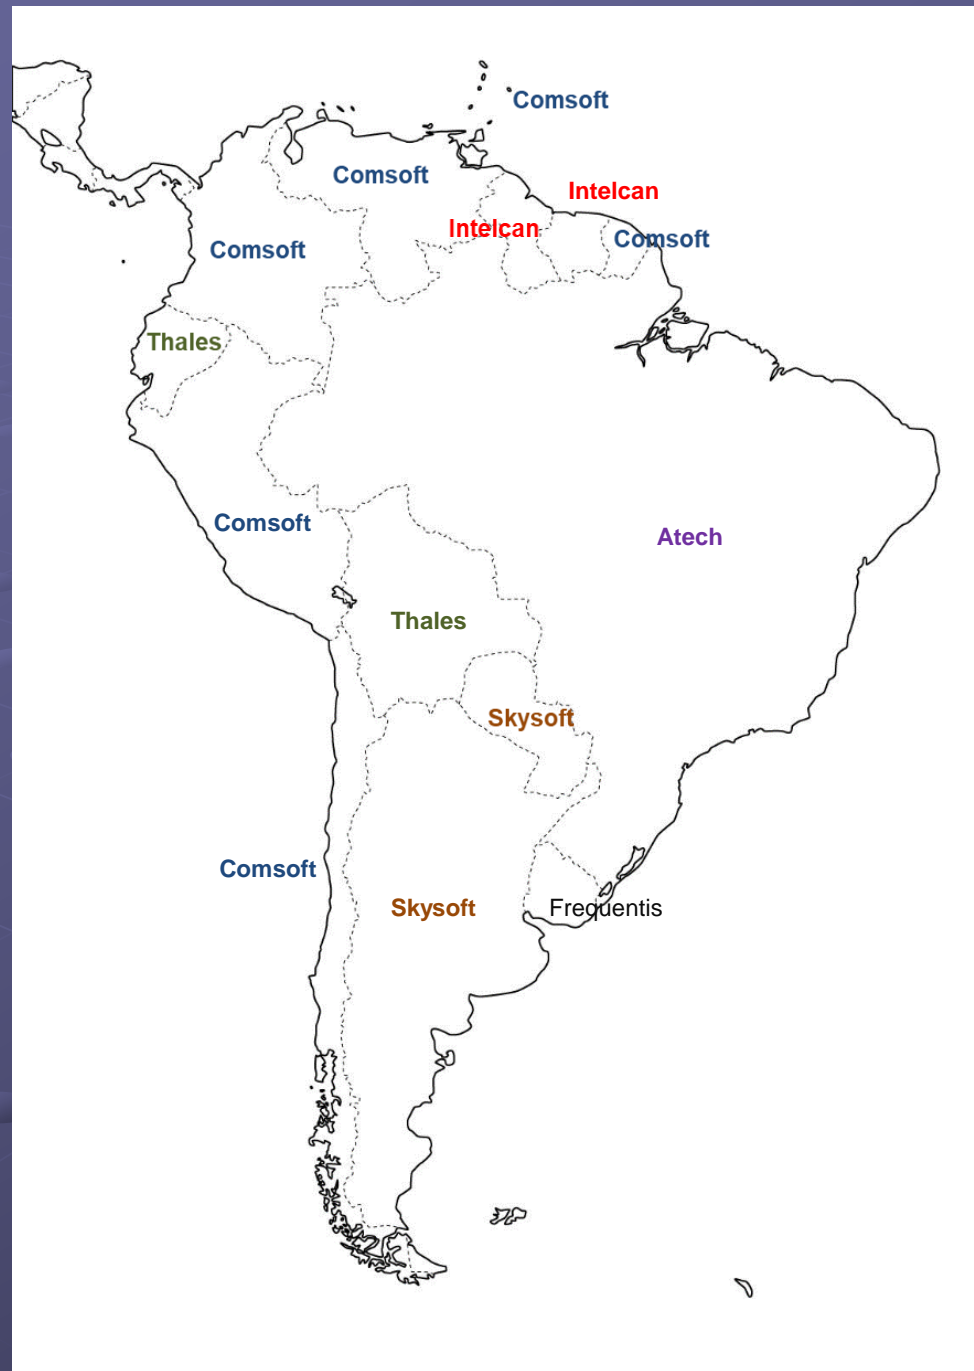 Comsoft
Comsoft
Intelcan
Intelcan
Comsoft
Comsoft
Thales
Comsoft
Atech
Thales
Skysoft
Comsoft
Skysoft
Frequentis